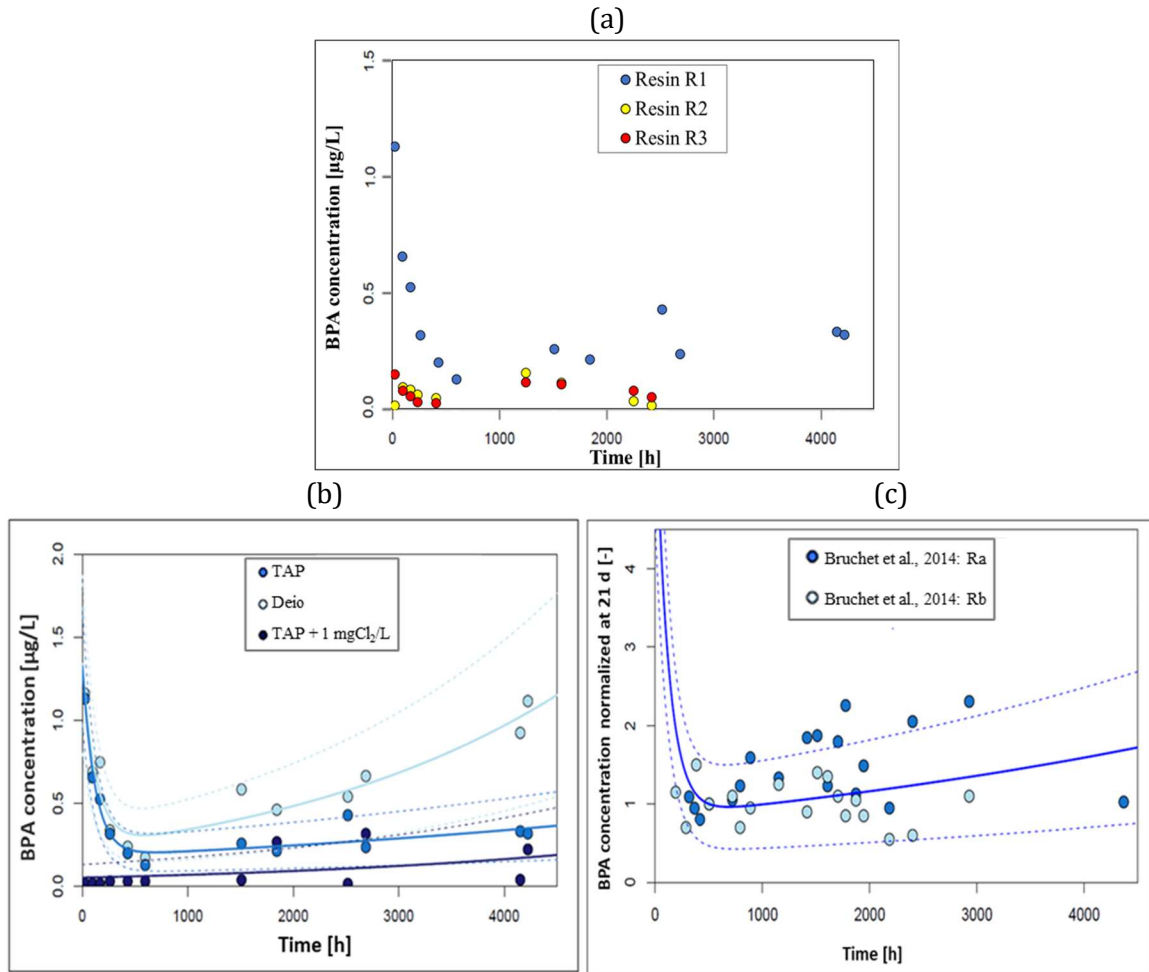 (a)
BPA concentration [µg/L]
1.5
1.0
0.5
0.0
Resin R1
Resin R2
Resin R3
0 1000 2000 3000 4000
Time [h]
(b)
BPA concentration [µg/L]
2.0
1.5
1.0
0.5
0.0
TAP
Deio
TAP + 1 mgCl₂/L
0 1000 2000 3000 4000
Time [h]
(c)
BPA concentration normalized at 21 d [-]
4
3
2
1
0
Bruchet et al., 2014: Ra
Bruchet et al., 2014: Rb
0 1000 2000 3000 4000
Time [h]